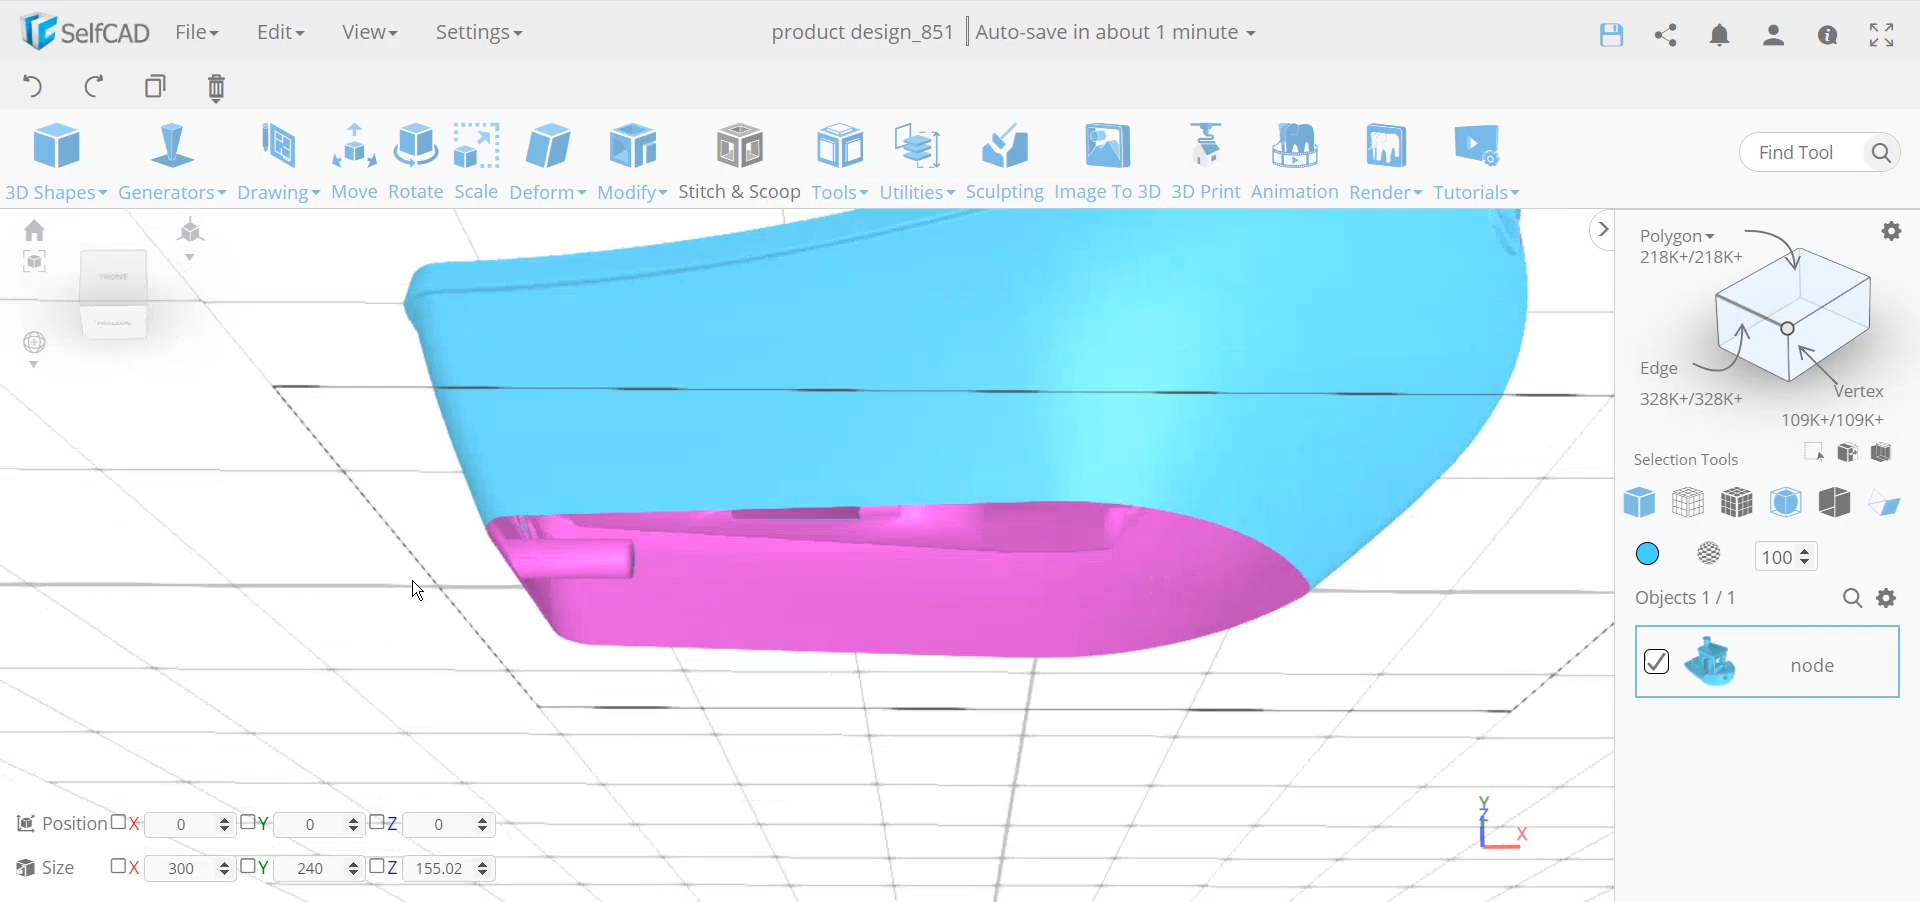 SelfCAD File Edit View Settings product design_851 Auto-save in about 1 minute
3D Shapes Generators Drawing Move Rotate Scale Deform Modify Stitch & Scoop Tools Utilities Sculpting Image To 3D 3D Print Animation Render Tutorials Find Tool
FRONT
Polygon
218K+/218K+
Edge
328K+/328K+
Vertex
109K+/109K+
Selection Tools
100
Objects 1 / 1
node
Position X 0 Y 0 Z 0
Size X 300 Y 240 Z 155.02
Y
Z
X